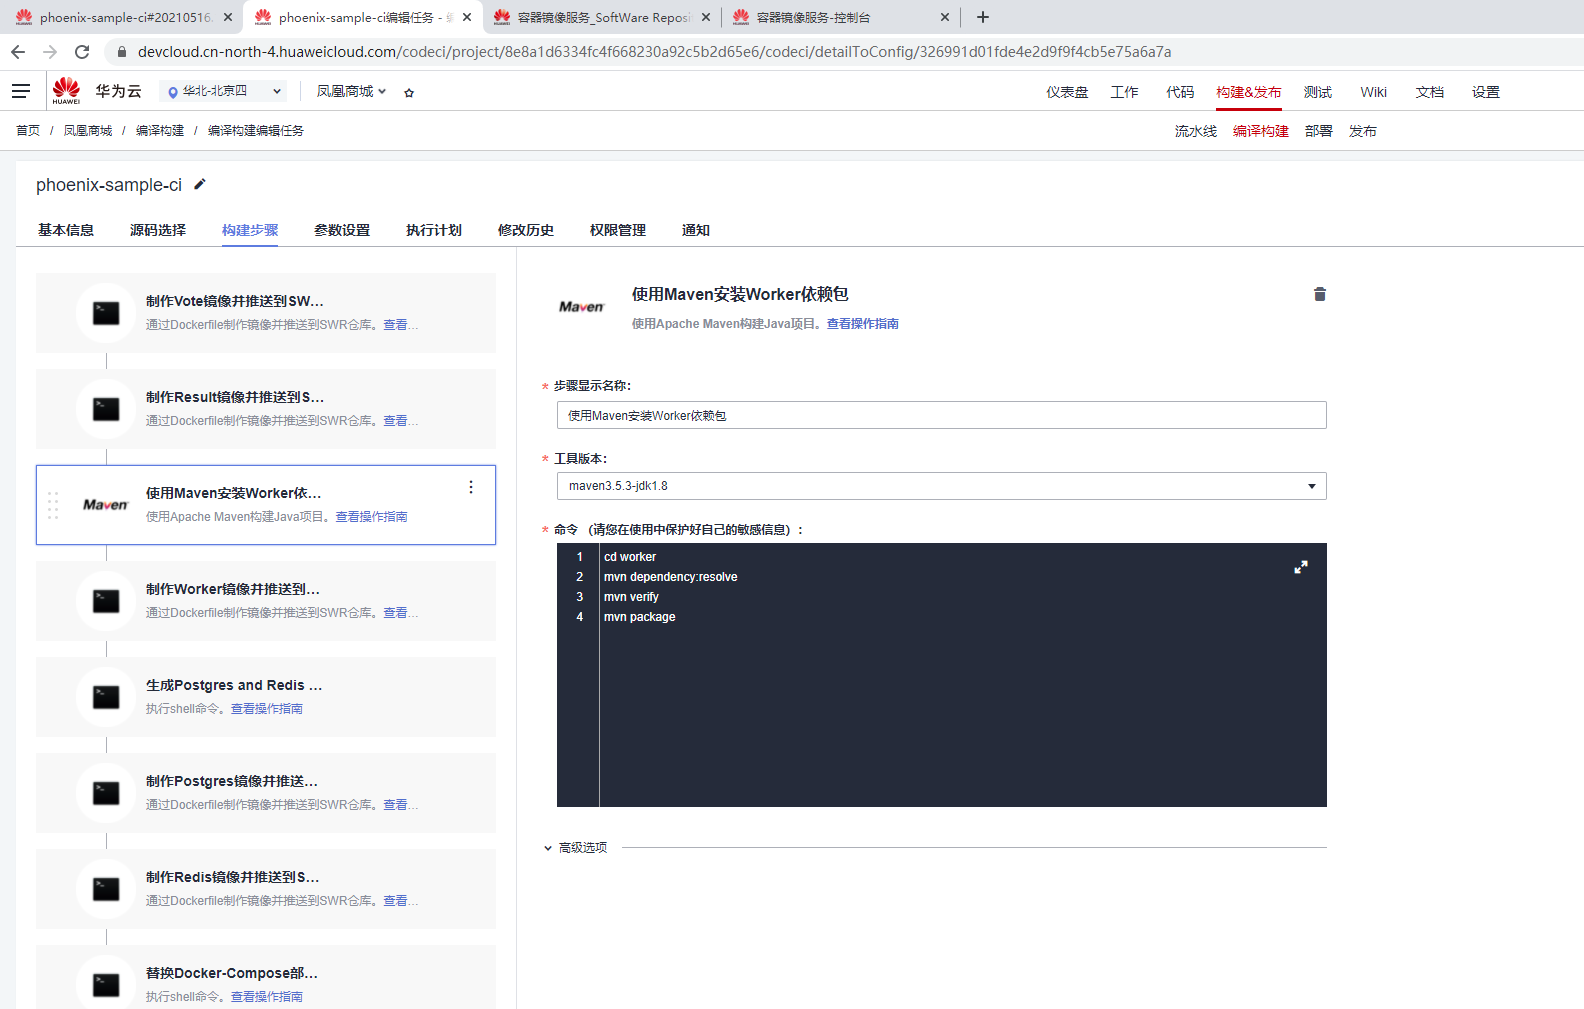 phoenix-sample-ci#20210516.
phoenix-sample-ci编辑任务 -
容器镜像服务_SoftWare Reposi
容器镜像服务-控制台
devcloud.cn-north-4.huaweicloud.com/codeci/project/8e8a1d6334fc4f668230a92c5b2d65e6/codeci/detailToConfig/326991d01fde4e2d9f9f4cb5e75a6a7a
HUAWEI
华为云
华北-北京四
凤凰商城
仪表盘 工作 代码 构建&发布 测试 Wiki 文档 设置
首页 / 凤凰商城 / 编译构建 / 编译构建编辑任务
流水线 编译构建 部署 发布
phoenix-sample-ci
基本信息 源码选择 构建步骤 参数设置 执行计划 修改历史 权限管理 通知
制作Vote镜像并推送到SW...
通过Dockerfile制作镜像并推送到SWR仓库。查看...
制作Result镜像并推送到S...
通过Dockerfile制作镜像并推送到SWR仓库。查看...
Maven
使用Maven安装Worker依...
使用Apache Maven构建Java项目。查看操作指南
制作Worker镜像并推送到...
通过Dockerfile制作镜像并推送到SWR仓库。查看...
生成Postgres and Redis ...
执行shell命令。查看操作指南
制作Postgres镜像并推送...
通过Dockerfile制作镜像并推送到SWR仓库。查看...
制作Redis镜像并推送到S...
通过Dockerfile制作镜像并推送到SWR仓库。查看...
替换Docker-Compose部...
执行shell命令。查看操作指南
Maven
使用Maven安装Worker依赖包
使用Apache Maven构建Java项目。查看操作指南
* 步骤显示名称:
使用Maven安装Worker依赖包
* 工具版本:
maven3.5.3-jdk1.8
* 命令 (请您在使用中保护好自己的敏感信息) :
1 cd worker
2 mvn dependency:resolve
3 mvn verify
4 mvn package
高级选项